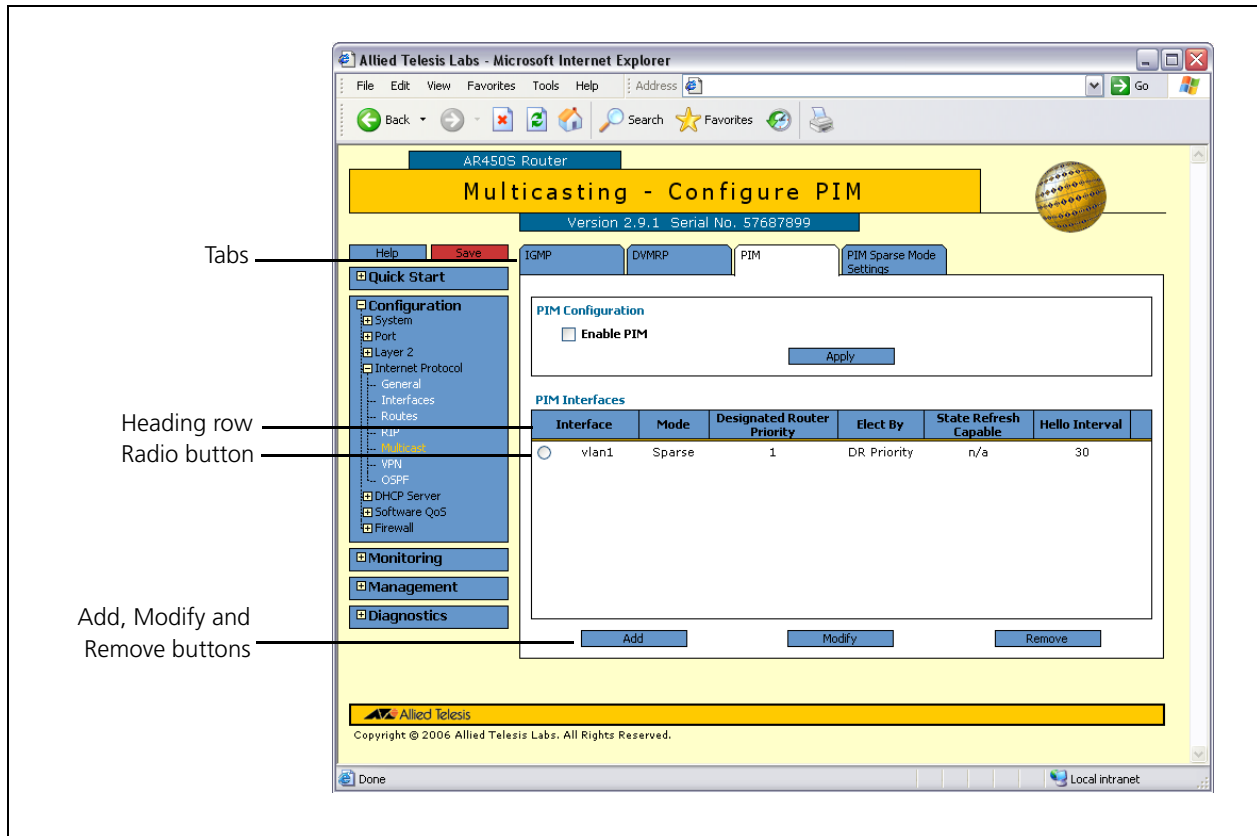 Allied Telesis Labs - Microsoft Internet Explorer
File Edit View Favorites Tools Help Address Go
Back Search Favorites
AR450S Router
Multicasting - Configure PIM
Version 2.9.1 Serial No. 57687899
Tabs
Help Save
IGMP DVMRP PIM PIM Sparse Mode Settings
Quick Start
Configuration
System
Port
Layer 2
Internet Protocol
General
Interfaces
Routes
RIP
Multicast
VPN
OSPF
DHCP Server
Software QoS
Firewall
Monitoring
Management
Diagnostics
PIM Configuration
Enable PIM
Apply
PIM Interfaces
Heading row
Interface Mode Designated Router Priority Elect By State Refresh Capable Hello Interval
Radio button
vlan1 Sparse 1 DR Priority n/a 30
Add, Modify and
Remove buttons
Add Modify Remove
Allied Telesis
Copyright © 2006 Allied Telesis Labs. All Rights Reserved.
Done Local intranet